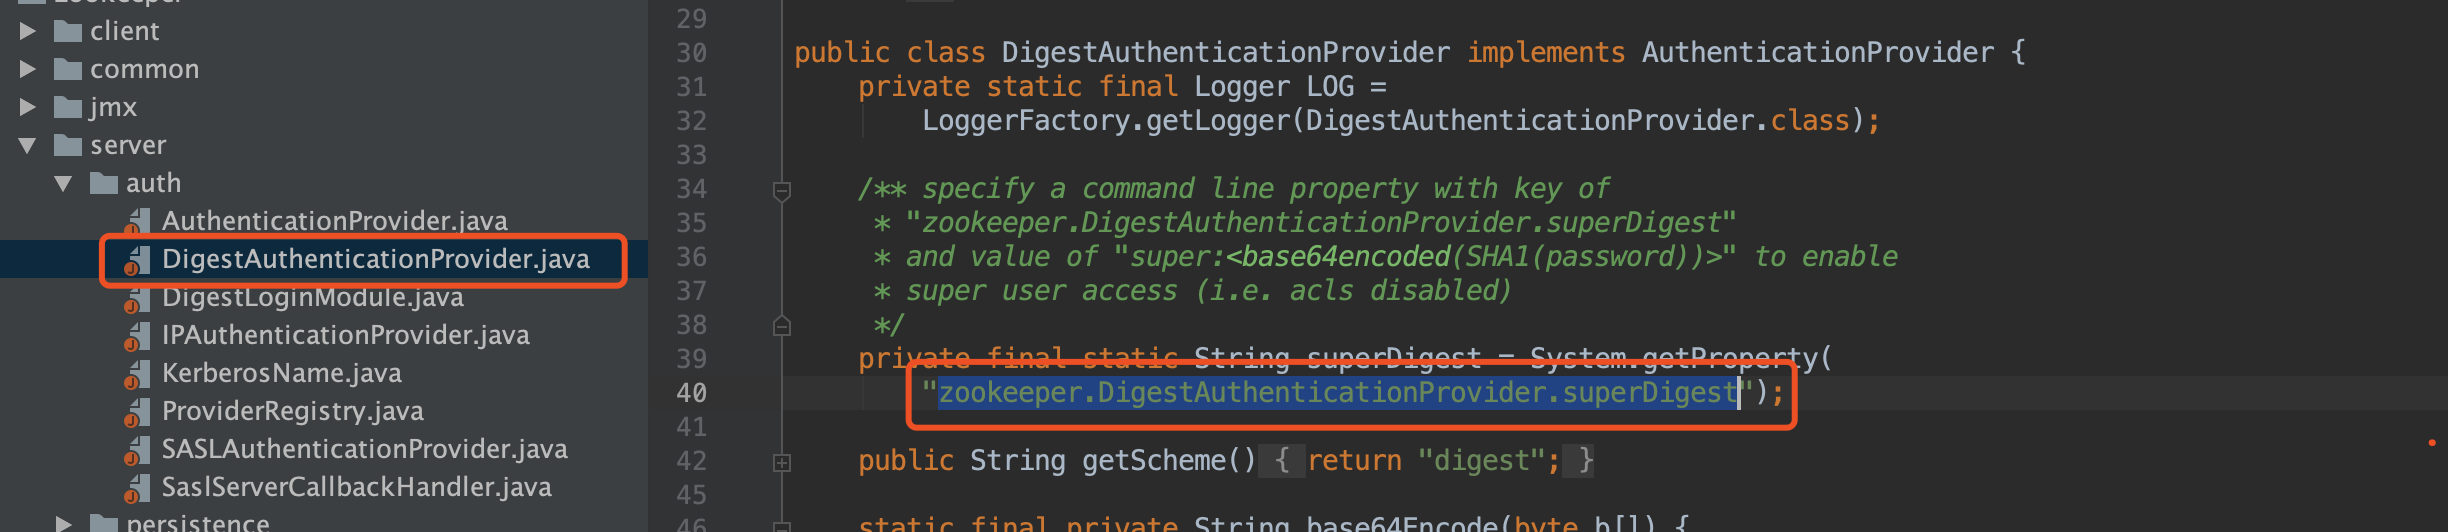 zookeeper
client
common
jmx
server
auth
AuthenticationProvider.java
DigestAuthenticationProvider.java
DigestLoginModule.java
IPAuthenticationProvider.java
KerberosName.java
ProviderRegistry.java
SASLAuthenticationProvider.java
SaslServerCallbackHandler.java
persistence
29
30 public class DigestAuthenticationProvider implements AuthenticationProvider {
31 private static final Logger LOG =
32 LoggerFactory.getLogger(DigestAuthenticationProvider.class);
33
34 /** specify a command line property with key of
35 * "zookeeper.DigestAuthenticationProvider.superDigest"
36 * and value of "super:<base64encoded(SHA1(password))>" to enable
37 * super user access (i.e. acls disabled)
38 */
39 private final static String superDigest = System.getProperty(
40 "zookeeper.DigestAuthenticationProvider.superDigest");
41
42 public String getScheme() { return "digest"; }
45
46 static final private String base64Encode(byte b[]) {